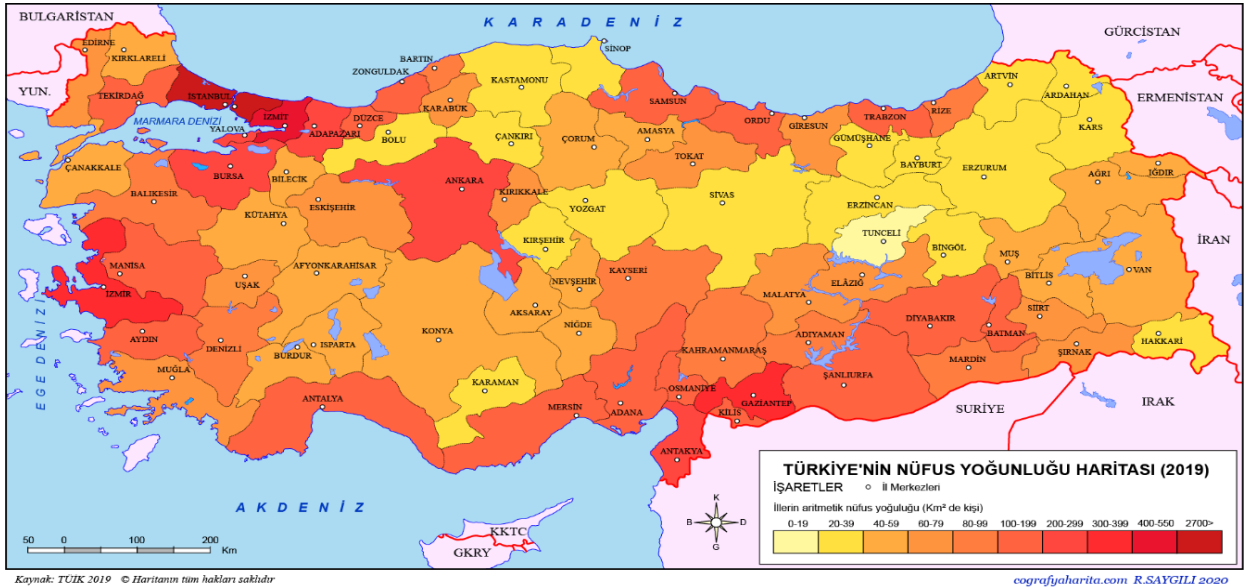 BULGARİSTAN
KARADENİZ
GÜRCİSTAN
EDİRNE
KIRKLARELİ
SİNOP
BARTIN
ZONGULDAK
KASTAMONU
ARTVİN
YUN.
TEKİRDAĞ
İSTANBUL
KARABÜK
SAMSUN
ARDAHAN
ERMENİSTAN
MARMARA DENİZİ
İZMİT
YALOVA
ADAPAZARI
DÜZCE
ORDU
GİRESUN
TRABZON
RİZE
KARS
BOLU
ÇANKIRI
ÇORUM
AMASYA
GÜMÜŞHANE
ÇANAKKALE
BURSA
BİLECİK
TOKAT
BAYBURT
ERZURUM
IĞDIR
AĞRI
BALIKESİR
ESKİŞEHİR
ANKARA
KIRIKKALE
SİVAS
ERZİNCAN
KÜTAHYA
YOZGAT
TUNCELİ
KIRŞEHİR
BİNGÖL
İRAN
MANİSA
UŞAK
AFYONKARAHİSAR
NEVŞEHİR
KAYSERİ
ELÂZIĞ
MUŞ
BİTLİS
VAN
İZMİR
MALATYA
AKSARAY
SİİRT
EGE DENİZİ
AYDIN
DENİZLİ
BURDUR
ISPARTA
KONYA
NİĞDE
ADIYAMAN
DİYABAKIR
BATMAN
HAKKARİ
MUĞLA
KAHRAMANMARAŞ
MARDİN
ŞIRNAK
ANTALYA
KARAMAN
MERSİN
ADANA
OSMANİYE
GAZİANTEP
ŞANLIURFA
KİLİS
SURİYE
IRAK
ANTAKYA
AKDENİZ
KKTC
GKRY
K
B
D
G
TÜRKİYE'NİN NÜFUS YOĞUNLUĞU HARİTASI (2019)
İŞARETLER
İl Merkezleri
İllerin aritmetik nüfus yoğuluğu (Km² de kişi)
0-19 20-39 40-59 60-79 80-99 100-199 200-299 300-399 400-550 2700>
50 0 100 200
Km
Kaynak: TÜİK 2019 © Haritanın tüm hakları saklıdır
cografyaharita.com R.SAYGILI 2020